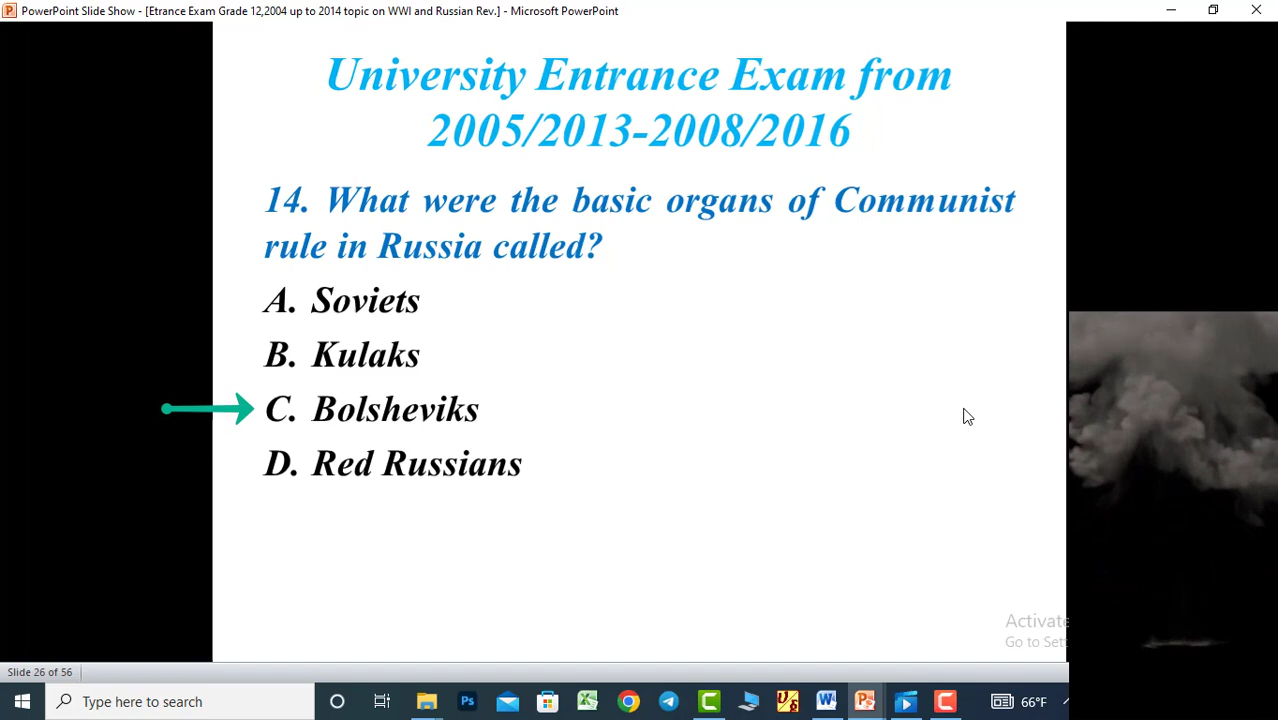 PowerPoint Slide Show - [Etrance Exam Grade 12,2004 up to 2014 topic on WWI and Russian Rev.] - Microsoft PowerPoint
University Entrance Exam from
2005/2013-2008/2016
14. What were the basic organs of Communist
rule in Russia called?
A. Soviets
B. Kulaks
C. Bolsheviks
D. Red Russians
Activate
Go to Sett
Slide 26 of 56
Type here to search
66°F